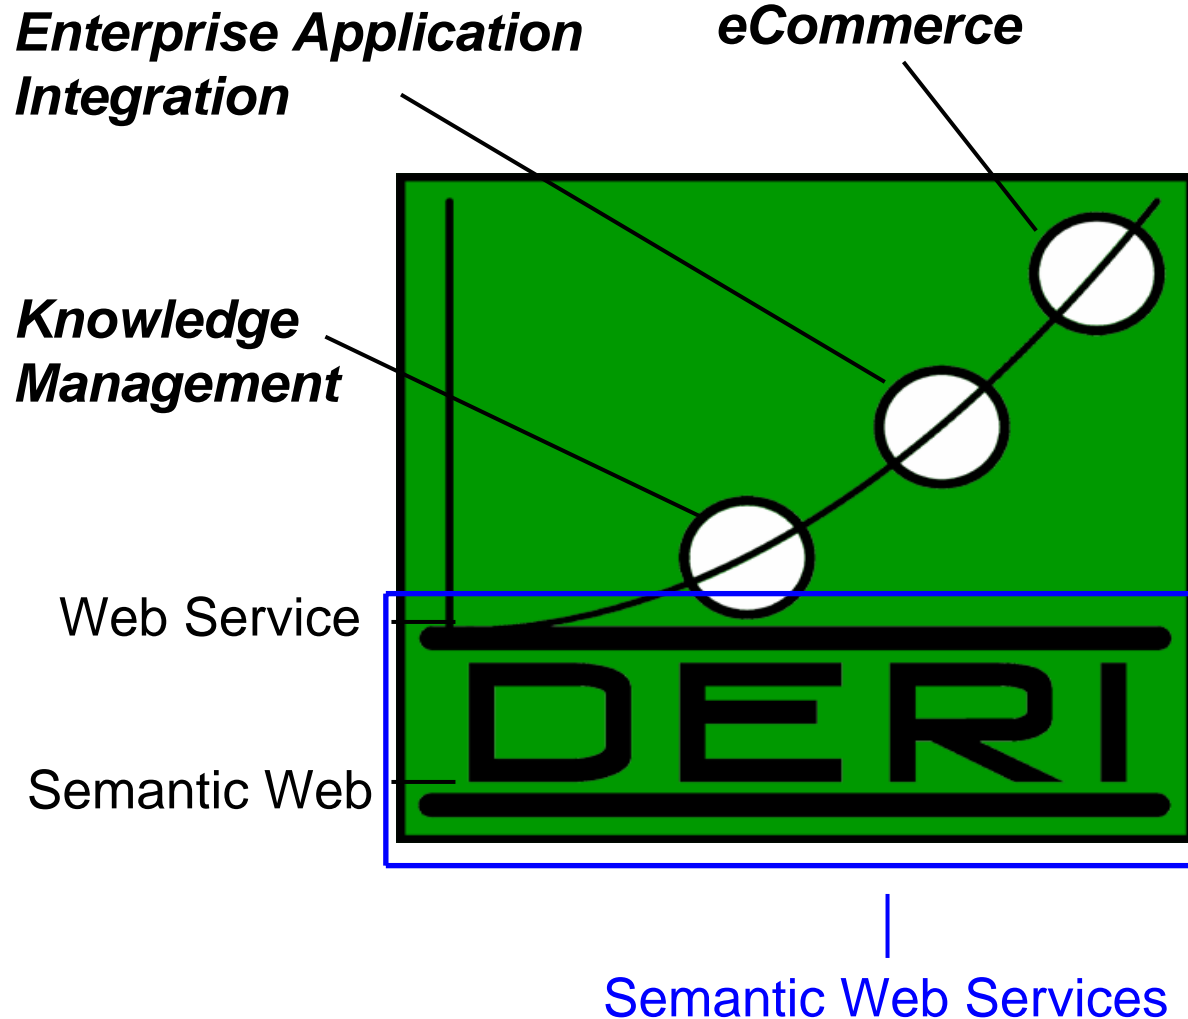 Enterprise Application
Integration
eCommerce
Knowledge
Management
Web Service
DERI
Semantic Web
Semantic Web Services